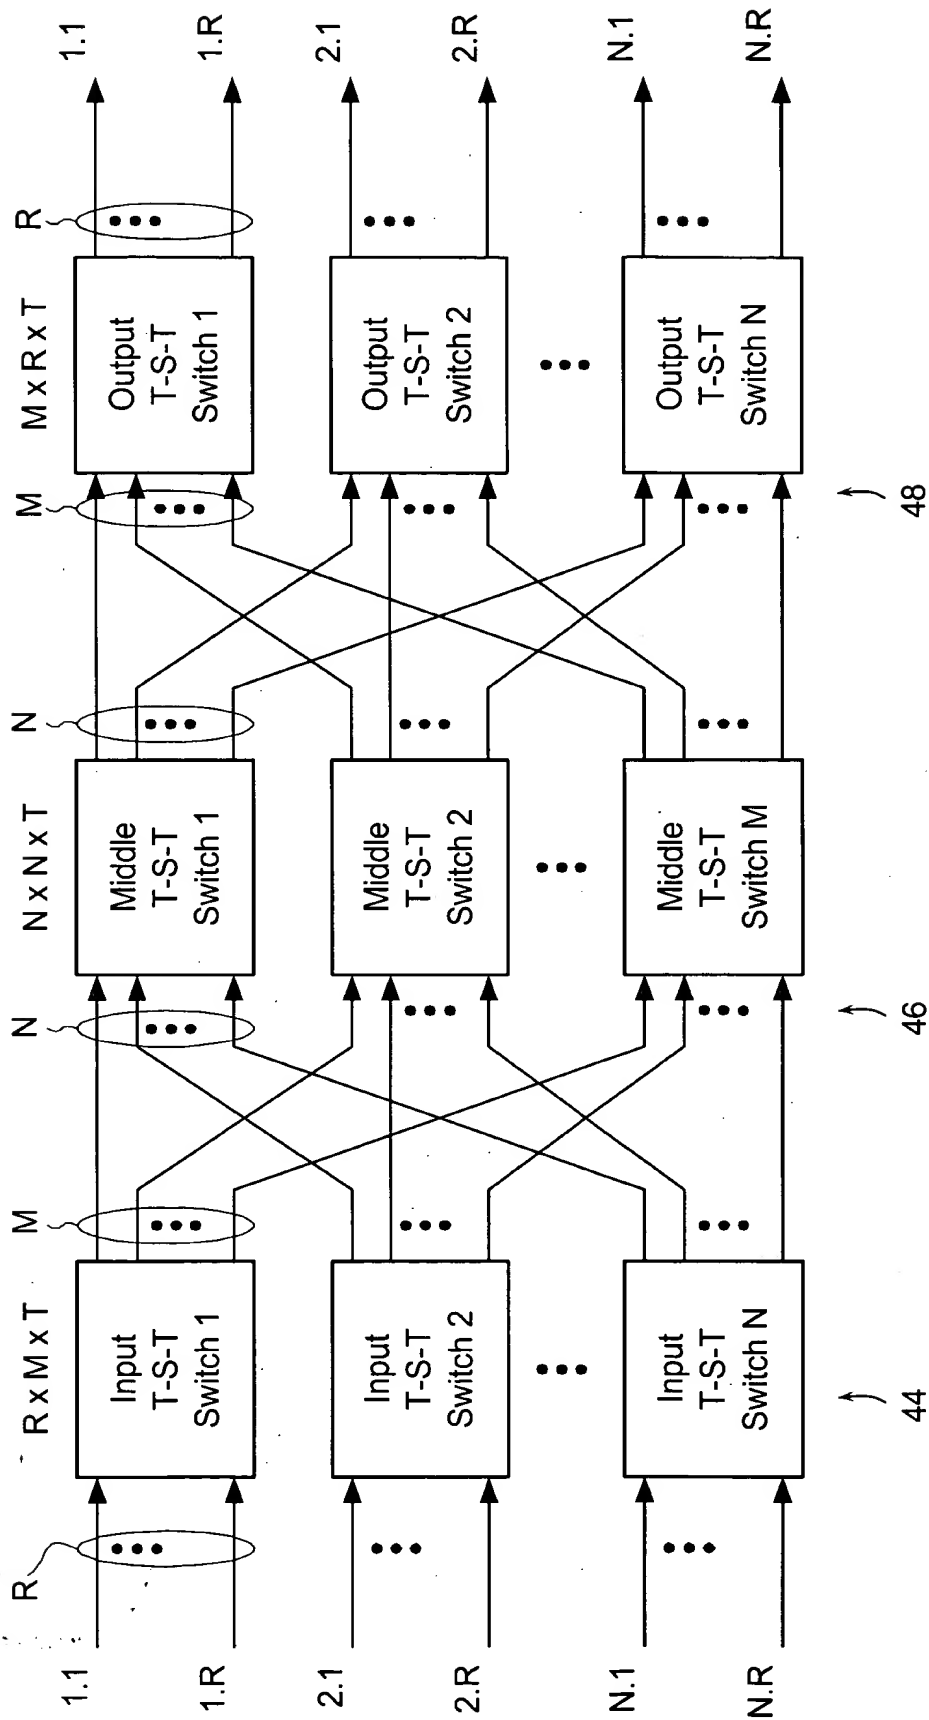 R x M x T
N x N x T
M x R x T
R
M
N
N
M
R
1.1
1.R
2.1
2.R
N.1
N.R
Input
T-S-T
Switch 1
Input
T-S-T
Switch 2
Input
T-S-T
Switch N
Middle
T-S-T
Switch 1
Middle
T-S-T
Switch 2
Middle
T-S-T
Switch M
Output
T-S-T
Switch 1
Output
T-S-T
Switch 2
Output
T-S-T
Switch N
1.1
1.R
2.1
2.R
N.1
N.R
44
46
48